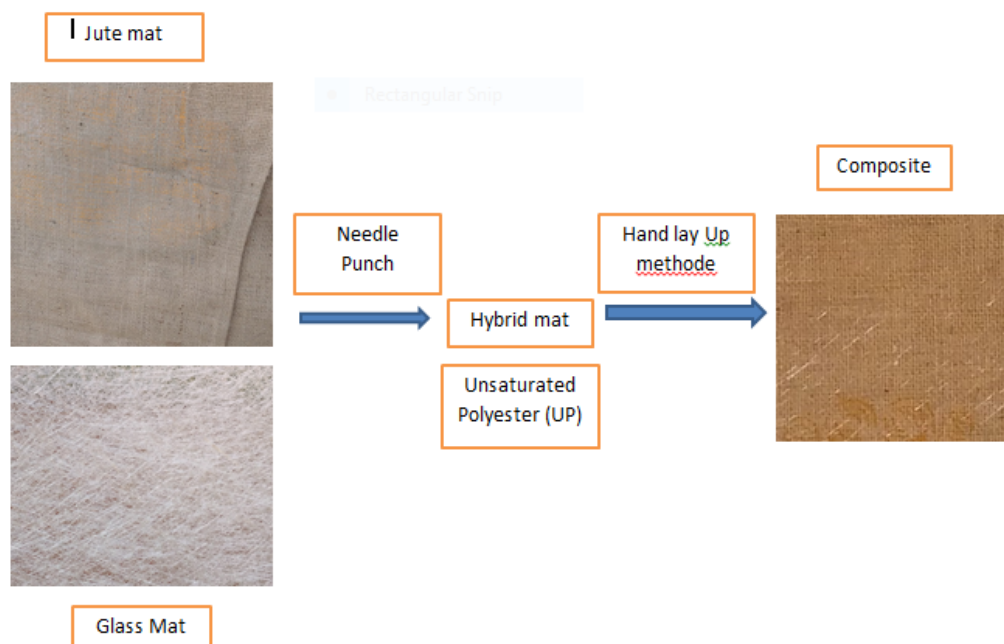 Jute mat
Rectangular Snip
Composite
Needle
Punch
Hand lay Up
methode
Hybrid mat
Unsaturated
Polyester (UP)
Glass Mat